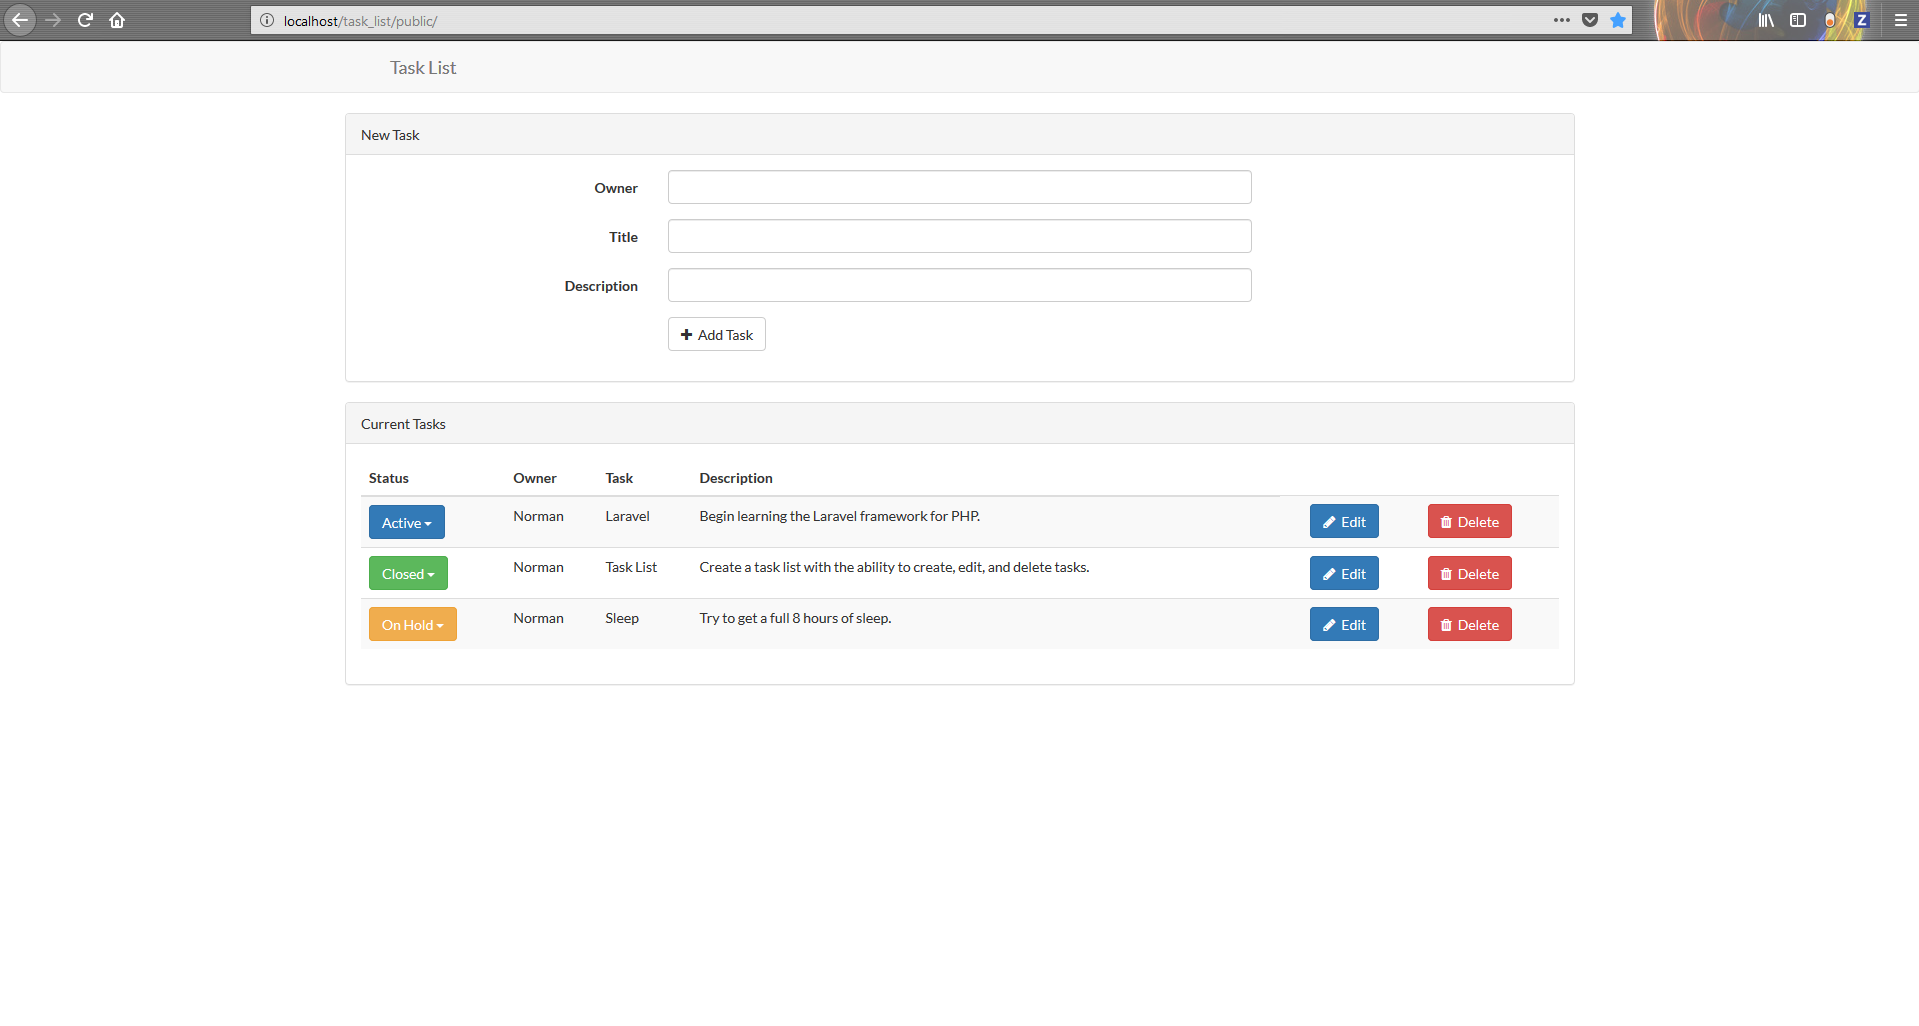 localhost/task_list/public/
Z
Task List
New Task
Owner
Title
Description
Add Task
Current Tasks
Status Owner Task Description
Active Norman Laravel Begin learning the Laravel framework for PHP. Edit Delete
Closed Norman Task List Create a task list with the ability to create, edit, and delete tasks. Edit Delete
On Hold Norman Sleep Try to get a full 8 hours of sleep. Edit Delete